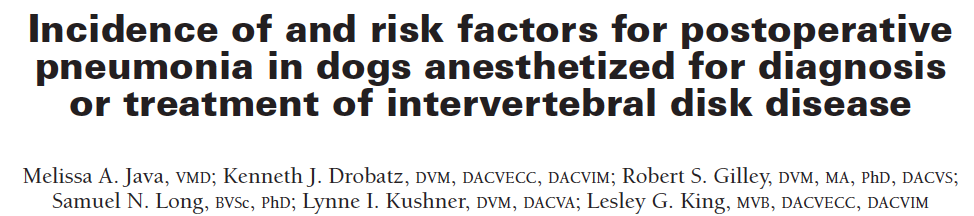 Incidence of and risk factors for postoperative
pneumonia in dogs anesthetized for diagnosis
or treatment of intervertebral disk disease
Melissa A. Java, VMD; Kenneth J. Drobatz, DVM, DACVECC, DACVIM; Robert S. Gilley, DVM, MA, PhD, DACVS;
Samuel N. Long, BVSc, PhD; Lynne I. Kushner, DVM, DACVA; Lesley G. King, MVB, DACVECC, DACVIM